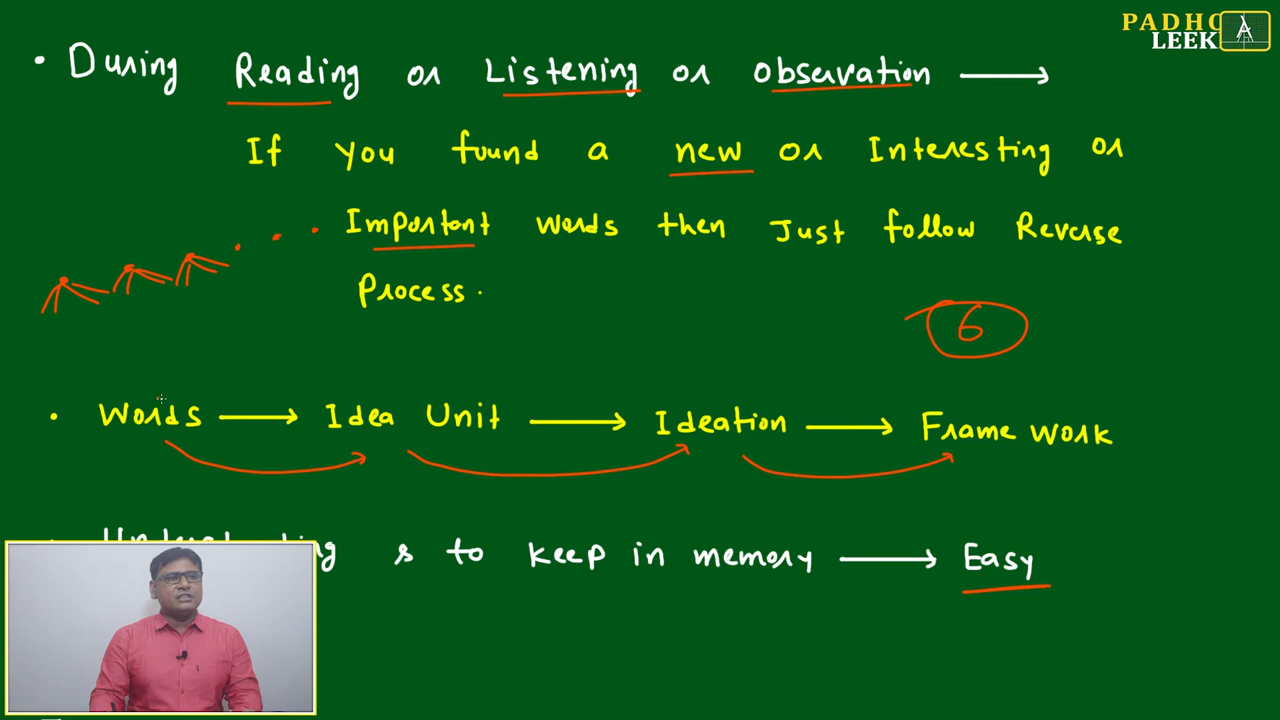 PADHO
LEEK
• During Reading or Listening or Observation ⟶
If you found a new or Interesting or
Important words then Just follow Reverse
Process.
6
• Words ⟶ Idea Unit ⟶ Ideation ⟶ Frame work
& to keep in memory ⟶ Easy